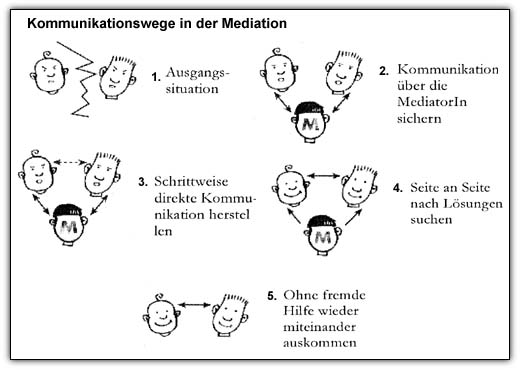 Kommunikationswege in der Mediation
1. Ausgangs-
situation
2. Kommunikation
über die
MediatorIn
sichern
M
3. Schrittweise
direkte Kommu-
nikation herstel
len
M
4. Seite an Seite
nach Lösungen
suchen
M
5. Ohne fremde
Hilfe wieder
miteinander
auskommen